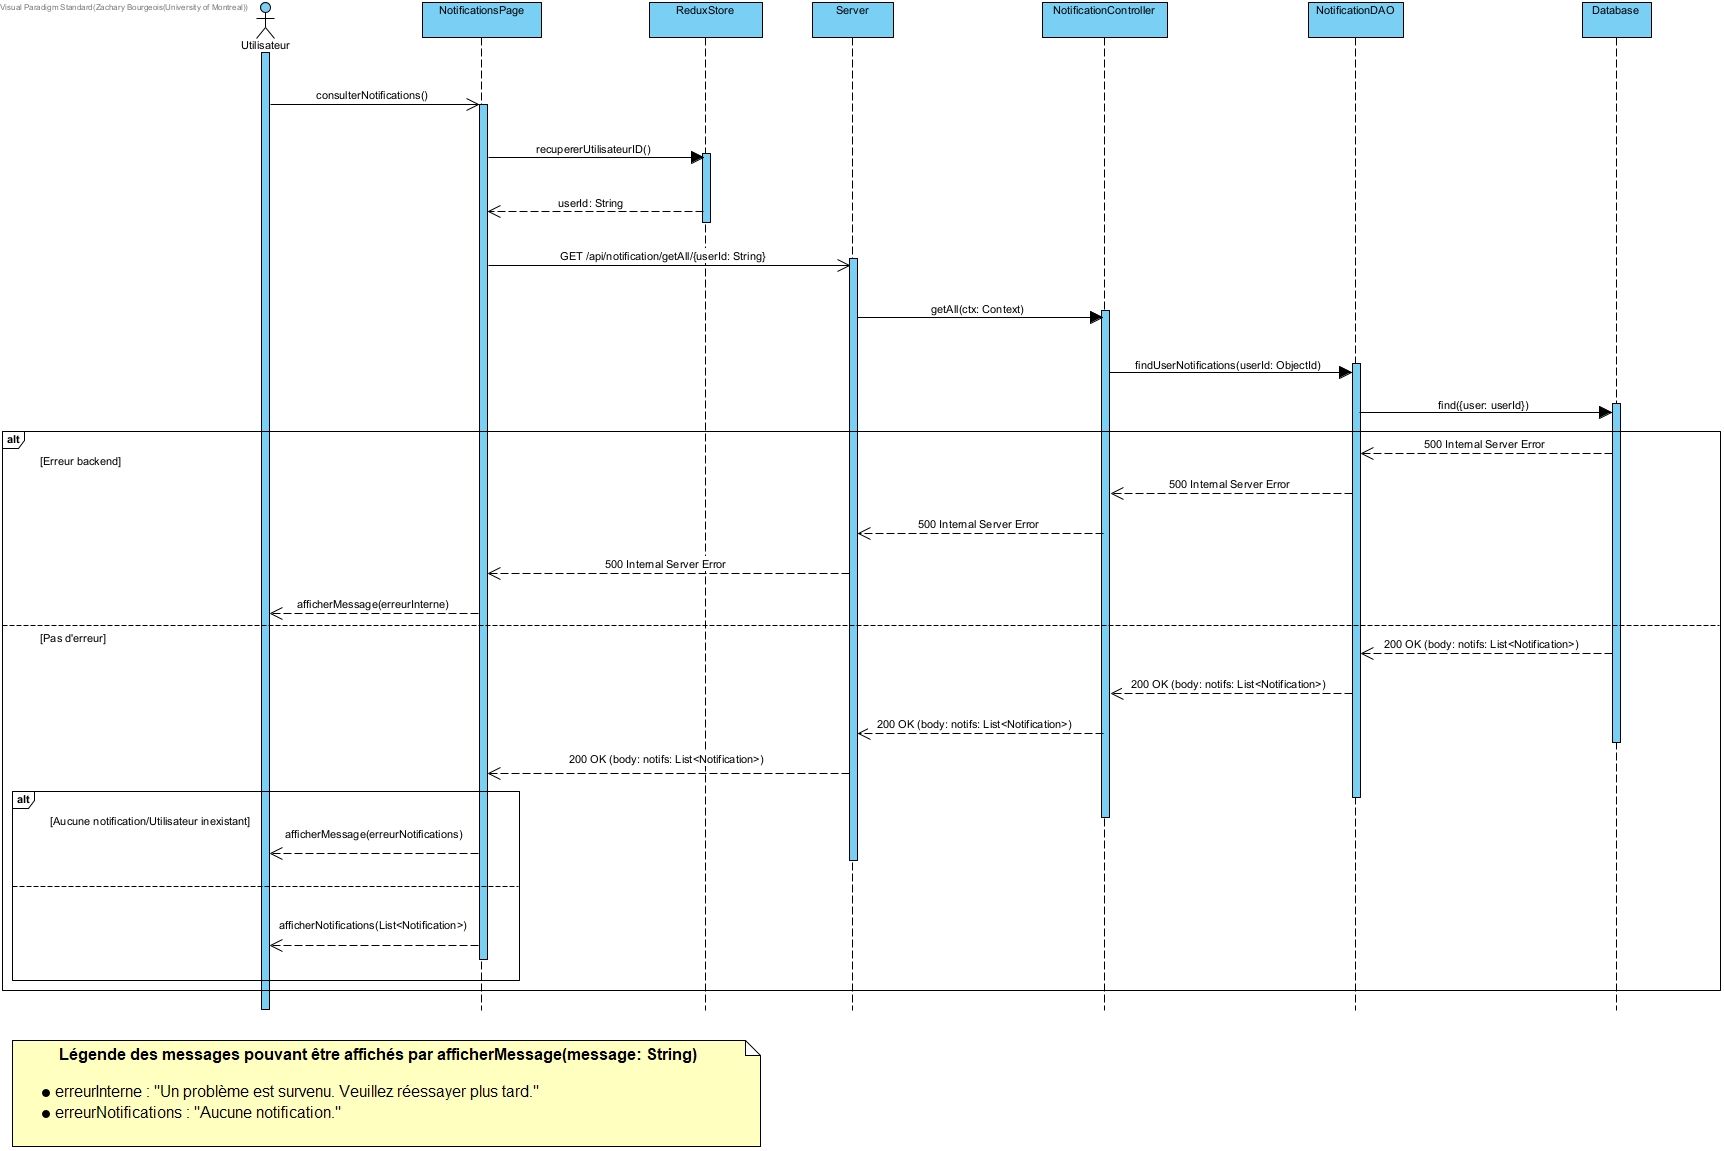 Visual Paradigm Standard(Zachary Bourgeois(University of Montreal))
Utilisateur
NotificationsPage
ReduxStore
Server
NotificationController
NotificationDAO
Database
consulterNotifications()
recupererUtilisateurID()
userId: String
GET /api/notification/getAll/{userId: String}
getAll(ctx: Context)
findUserNotifications(userId: ObjectId)
find({user: userId})
alt
[Erreur backend]
500 Internal Server Error
500 Internal Server Error
500 Internal Server Error
500 Internal Server Error
afficherMessage(erreurInterne)
[Pas d'erreur]
200 OK (body: notifs: List<Notification>)
200 OK (body: notifs: List<Notification>)
200 OK (body: notifs: List<Notification>)
200 OK (body: notifs: List<Notification>)
alt
[Aucune notification/Utilisateur inexistant]
afficherMessage(erreurNotifications)
afficherNotifications(List<Notification>)
Légende des messages pouvant être affichés par afficherMessage(message: String)
● erreurInterne : "Un problème est survenu. Veuillez réessayer plus tard."
● erreurNotifications : "Aucune notification."